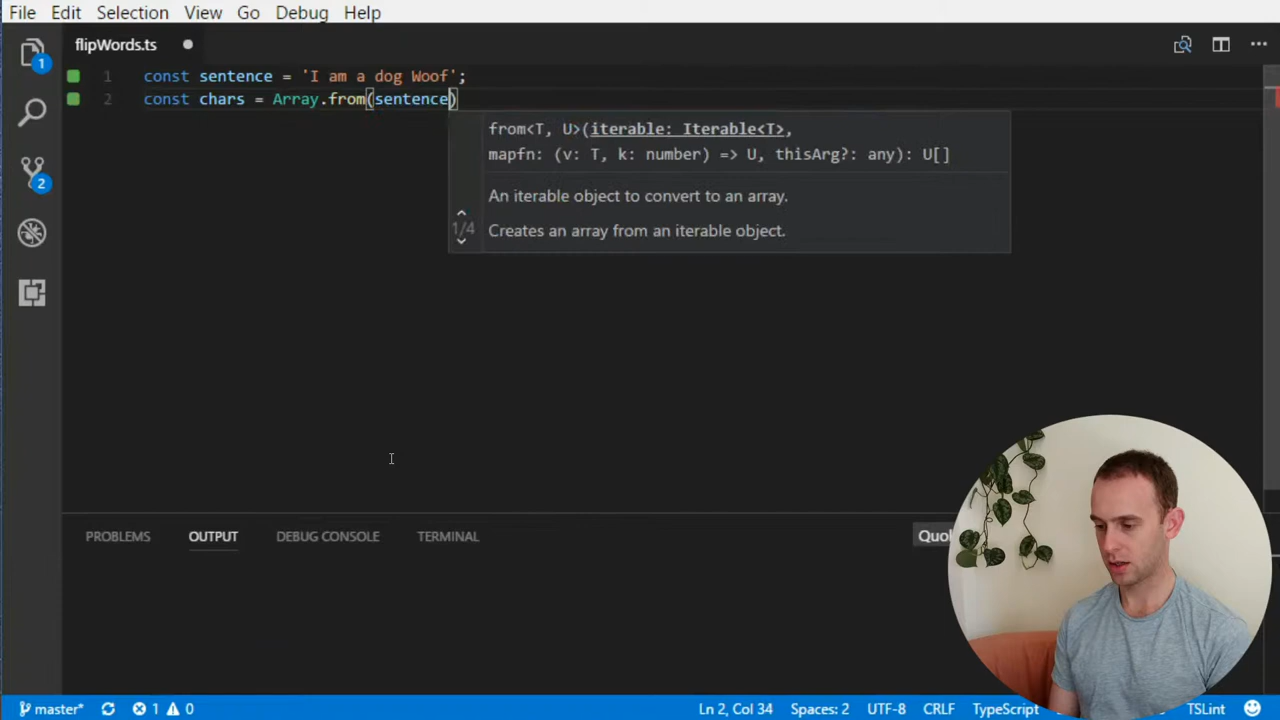 File Edit Selection View Go Debug Help
flipWords.ts
1 const sentence = 'I am a dog Woof';
2 const chars = Array.from(sentence)
from<T, U>(iterable: Iterable<T>,
mapfn: (v: T, k: number) => U, thisArg?: any): U[]
An iterable object to convert to an array.
1/4
Creates an array from an iterable object.
1
2
PROBLEMS OUTPUT DEBUG CONSOLE TERMINAL
master* 1 0 Ln 2, Col 34 Spaces: 2 UTF-8 CRLF TypeScript TSLint